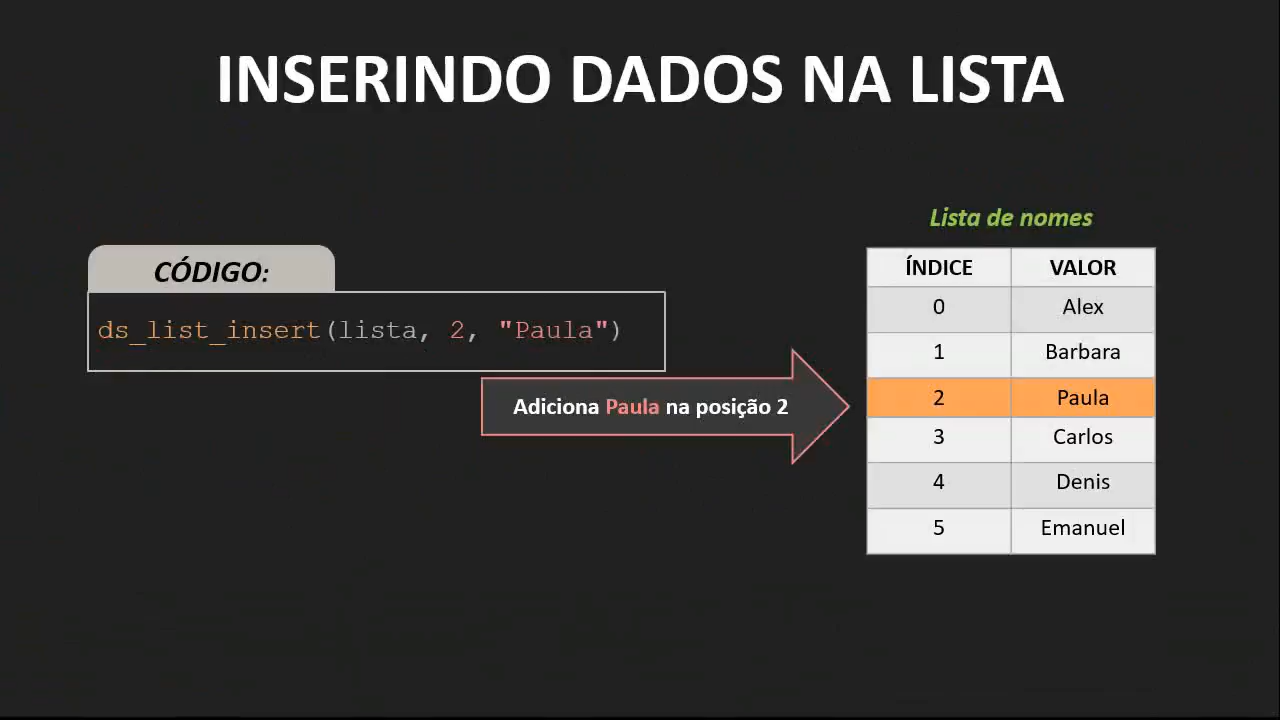 INSERINDO DADOS NA LISTA
CÓDIGO:
ds_list_insert(lista, 2, "Paula")
Adiciona Paula na posição 2
Lista de nomes
ÍNDICE VALOR
0 Alex
1 Barbara
2 Paula
3 Carlos
4 Denis
5 Emanuel